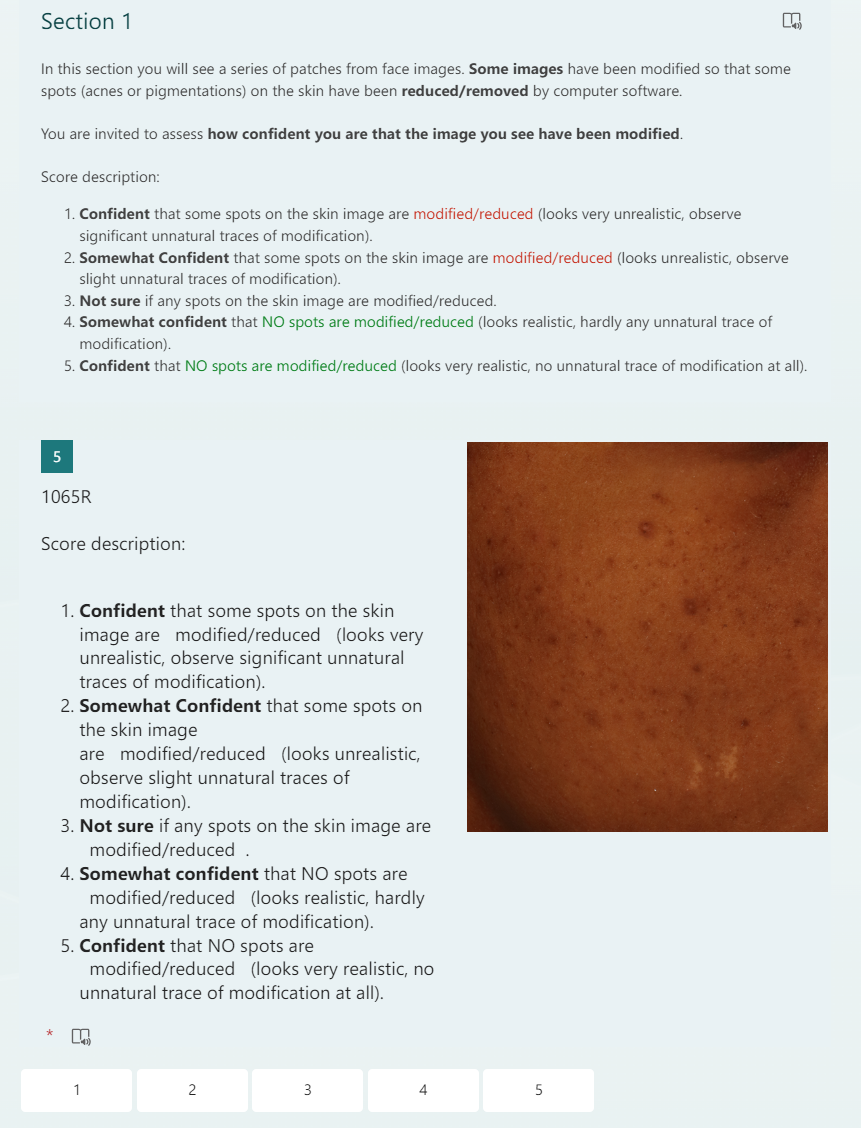 Section 1
In this section you will see a series of patches from face images. Some images have been modified so that some
spots (acnes or pigmentations) on the skin have been reduced/removed by computer software.
You are invited to assess how confident you are that the image you see have been modified.
Score description:
1. Confident that some spots on the skin image are modified/reduced (looks very unrealistic, observe
significant unnatural traces of modification).
2. Somewhat Confident that some spots on the skin image are modified/reduced (looks unrealistic, observe
slight unnatural traces of modification).
3. Not sure if any spots on the skin image are modified/reduced.
4. Somewhat confident that NO spots are modified/reduced (looks realistic, hardly any unnatural trace of
modification).
5. Confident that NO spots are modified/reduced (looks very realistic, no unnatural trace of modification at all).
5
1065R
Score description:
1. Confident that some spots on the skin
image are modified/reduced (looks very
unrealistic, observe significant unnatural
traces of modification).
2. Somewhat Confident that some spots on
the skin image
are modified/reduced (looks unrealistic,
observe slight unnatural traces of
modification).
3. Not sure if any spots on the skin image are
modified/reduced .
4. Somewhat confident that NO spots are
modified/reduced (looks realistic, hardly
any unnatural trace of modification).
5. Confident that NO spots are
modified/reduced (looks very realistic, no
unnatural trace of modification at all).
*
1 2 3 4 5